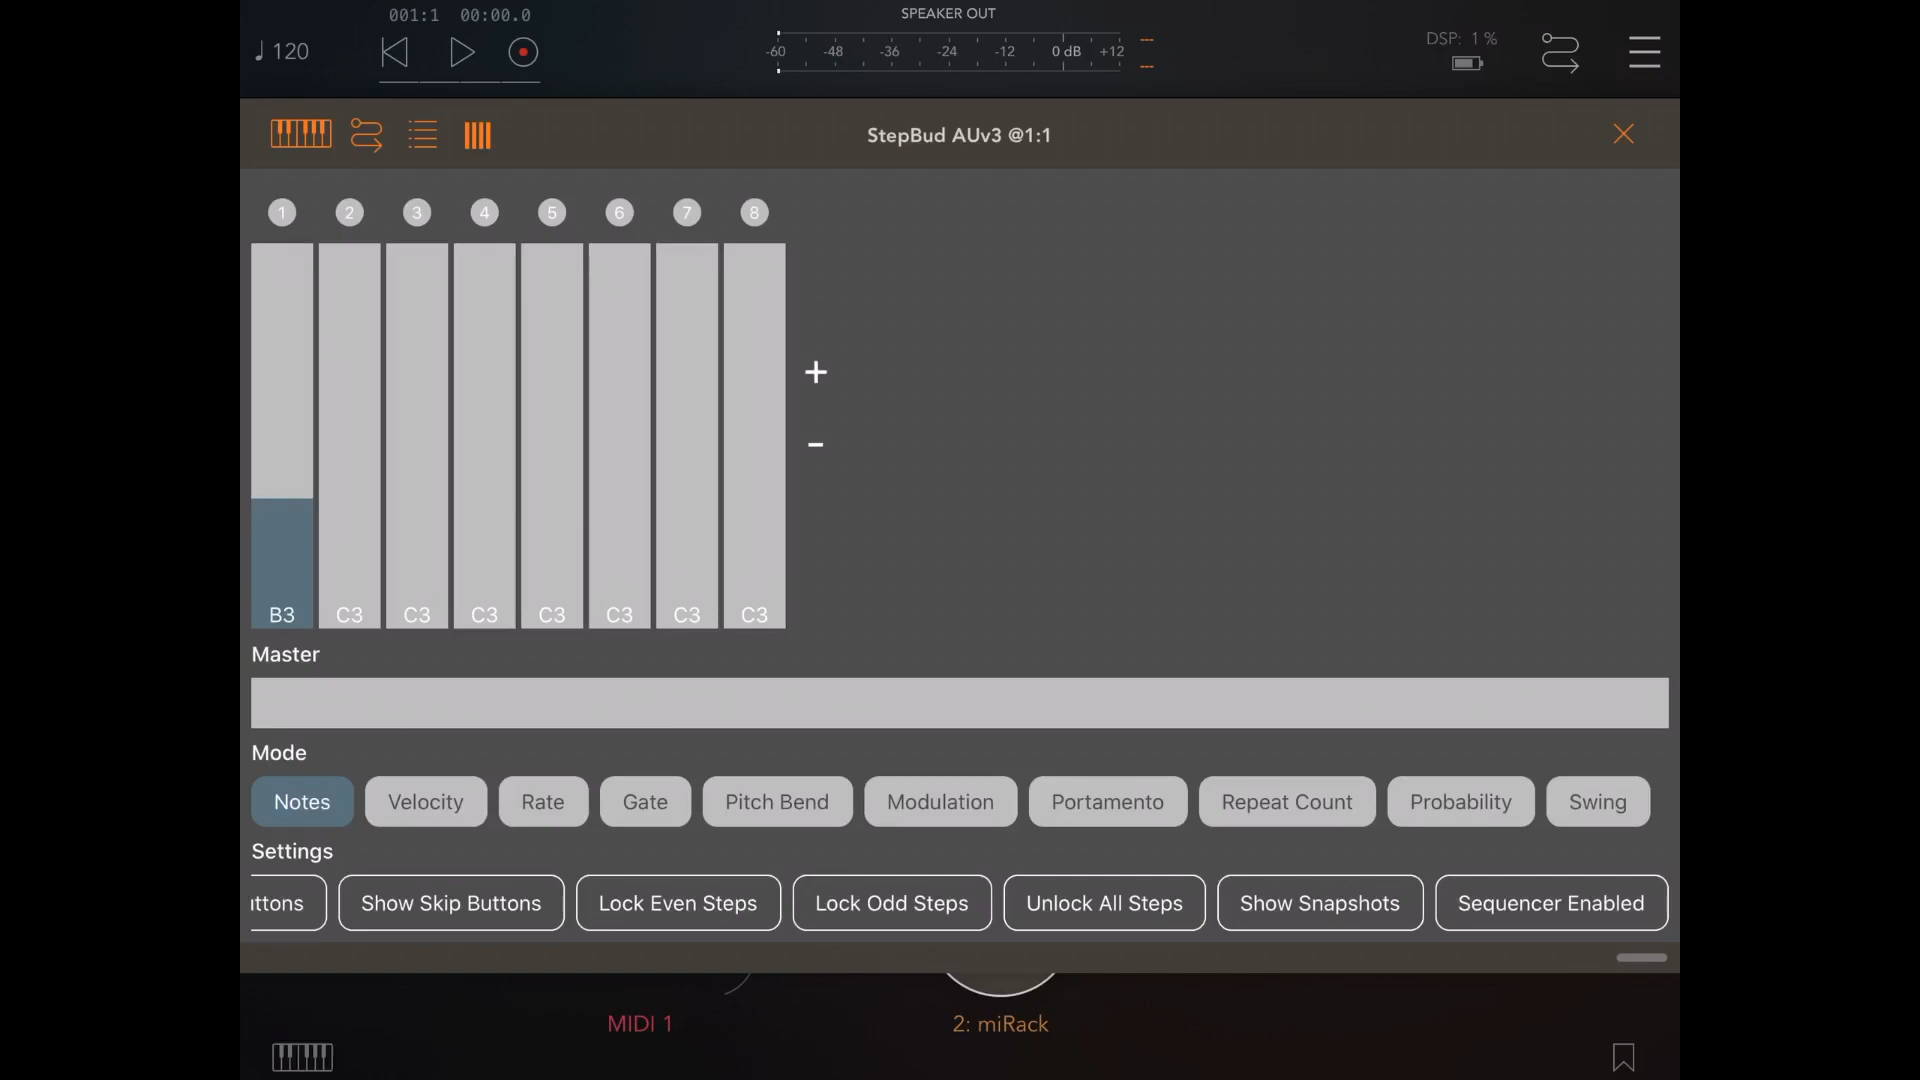 001:1 00:00.0
SPEAKER OUT
♩ 120
-60 -48 -36 -24 -12 0 dB +12
DSP: 1 %
StepBud AUv3 @1:1
1 2 3 4 5 6 7 8
+
-
B3 C3 C3 C3 C3 C3 C3 C3
Master
Mode
Notes Velocity Rate Gate Pitch Bend Modulation Portamento Repeat Count Probability Swing
Settings
ttons Show Skip Buttons Lock Even Steps Lock Odd Steps Unlock All Steps Show Snapshots Sequencer Enabled
MIDI 1
2: miRack